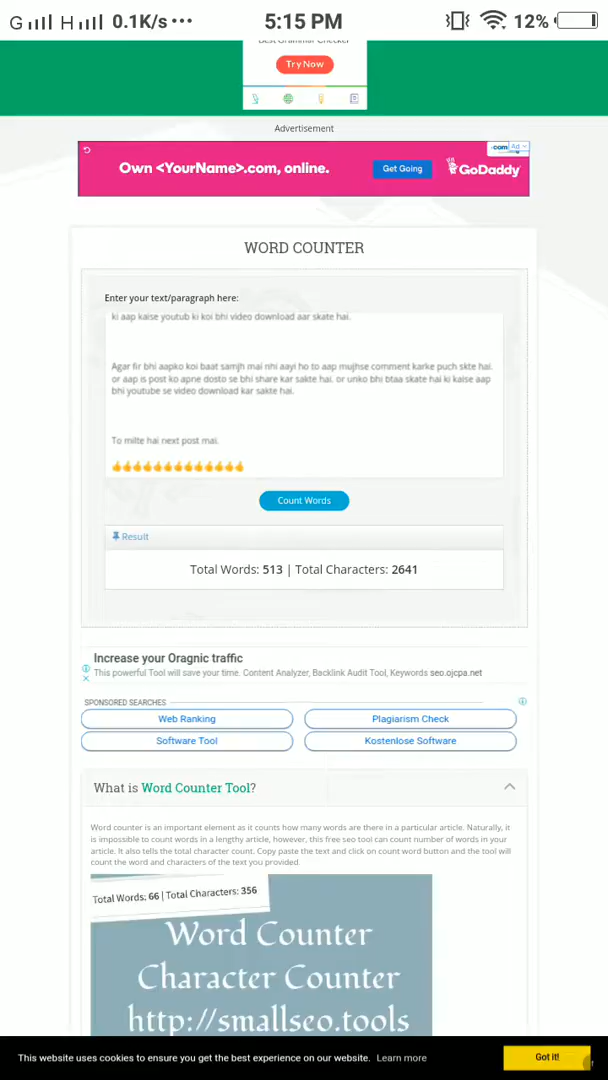 G H 0.1K/s ••• 5:15 PM 12%
Best Grammar Checker
Try Now
Advertisement
Own <YourName>.com, online. Get Going GoDaddy
.com Ad
WORD COUNTER
Enter your text/paragraph here:
ki aap kaise youtub ki koi bhi video download aar skate hai.
Agar fir bhi aapko koi baat samjh mai nhi aayi ho to aap mujhse comment karke puch skte hai.
or aap is post ko apne dosto se bhi share kar sakte hai. or unko bhi btaa skate hai ki kaise aap
bhi youtube se video download kar sakte hai.
To milte hai next post mai.
👍👍👍👍👍👍👍👍👍👍👍👍👍
Count Words
Result
Total Words: 513 | Total Characters: 2641
Increase your Oragnic traffic
This powerful Tool will save your time. Content Analyzer, Backlink Audit Tool, Keywords seo.ojcpa.net
SPONSORED SEARCHES
Web Ranking Plagiarism Check
Software Tool Kostenlose Software
What is Word Counter Tool?
Word counter is an important element as it counts how many words are there in a particular article. Naturally, it
is impossible to count words in a lengthy article, however, this free seo tool can count number of words in your
article. It also tells the total character count. Copy paste the text and click on count word button and the tool will
count the word and characters of the text you provided.
Total Words: 66 | Total Characters: 356
Word Counter
Character Counter
http://smallseo.tools
This website uses cookies to ensure you get the best experience on our website. Learn more Got it!